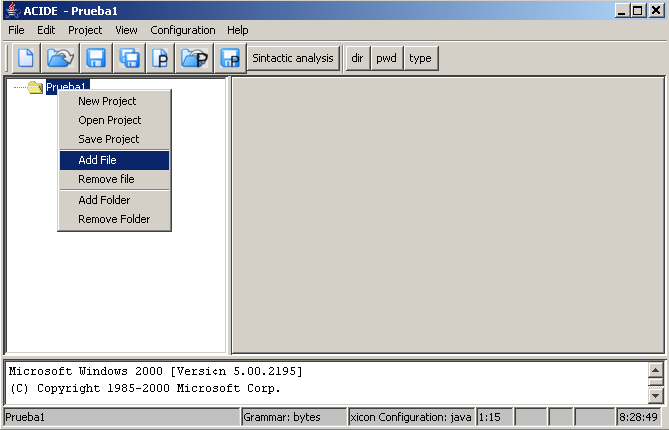 ACIDE - Prueba1
File Edit Project View Configuration Help
P P P Sintactic analysis dir pwd type
Prueba1
New Project
Open Project
Save Project
Add File
Remove file
Add Folder
Remove Folder
Microsoft Windows 2000 [Versi<n 5.00.2195]
(C) Copyright 1985-2000 Microsoft Corp.
Prueba1 Grammar: bytes xicon Configuration: java 1:15 8:28:49